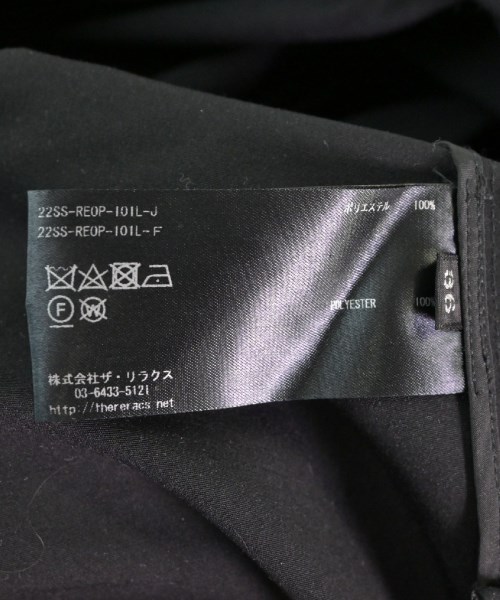 22SS-REOP-101L-J
22SS-REOP-101L-F
ポリエステル 100%
POLYESTER 100%
F
W
株式会社ザ・リラクス
03-6433-5121
http://thereracs.net
36